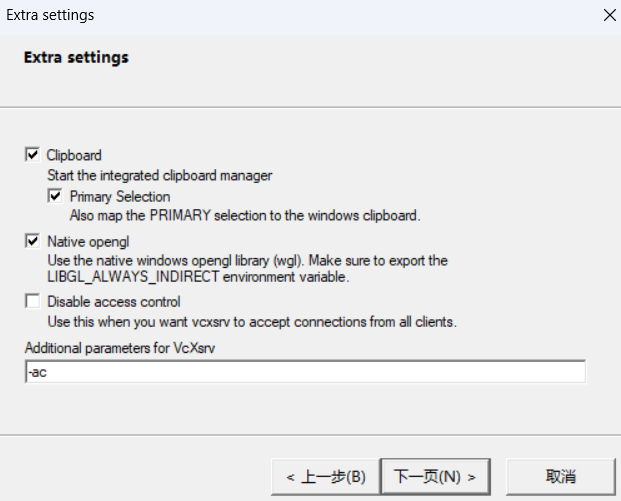 Extra settings
Extra settings
Clipboard
Start the integrated clipboard manager
Primary Selection
Also map the PRIMARY selection to the windows clipboard.
Native opengl
Use the native windows opengl library (wgl). Make sure to export the
LIBGL_ALWAYS_INDIRECT environment variable.
Disable access control
Use this when you want vcxsrv to accept connections from all clients.
Additional parameters for VcXsrv
-ac
< 上一步(B) 下一页(N) > 取消